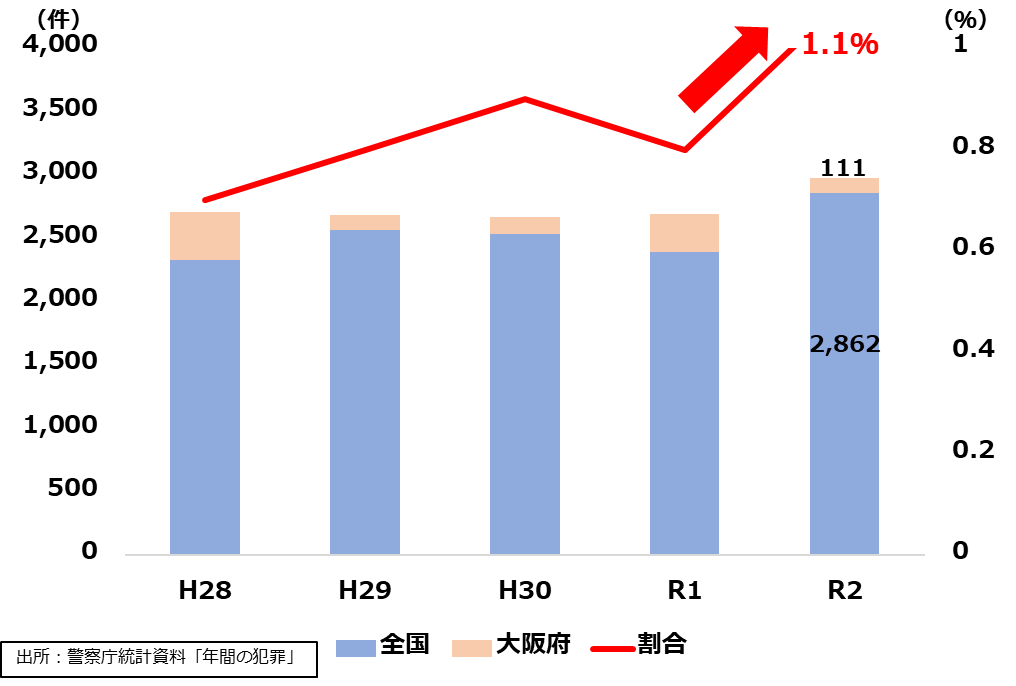 （件）
（%）
4,000
3,500
3,000
2,500
2,000
1,500
1,000
500
0
1
0.8
0.6
0.4
0.2
0
1.1%
111
2,862
H28
H29
H30
R1
R2
全国
大阪府
割合
出所：警察庁統計資料「年間の犯罪」